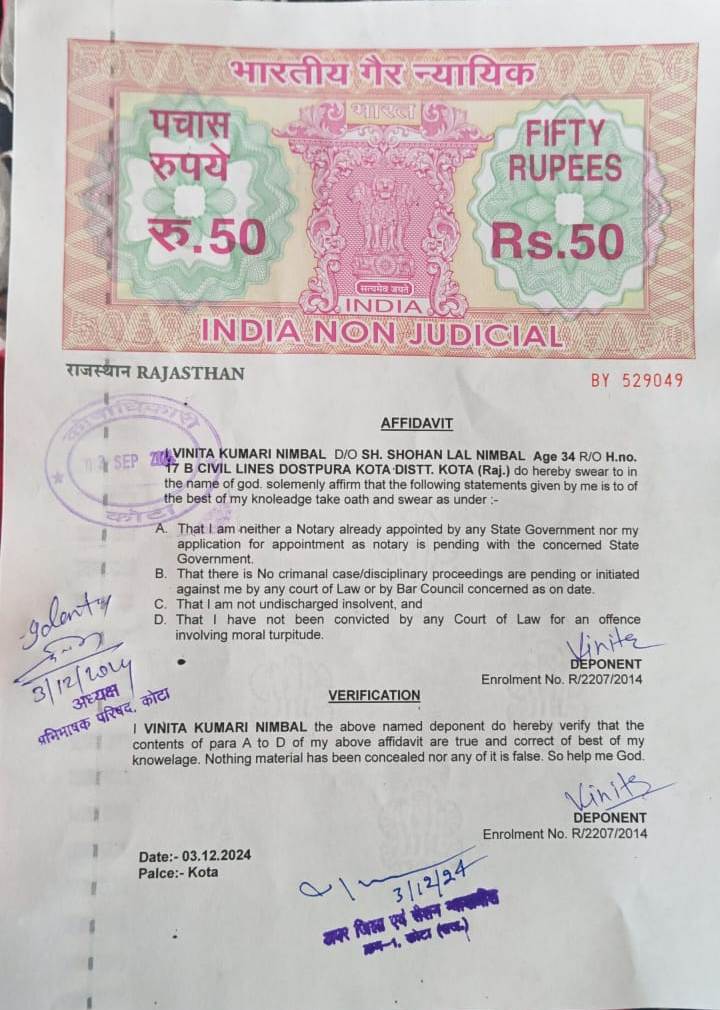 भारतीय गैर न्यायिक
भारत
पचास
रुपये
रु.50
FIFTY
RUPEES
Rs.50
सत्यमेव जयते
INDIA
INDIA NON JUDICIAL
राजस्थान RAJASTHAN
BY 529049
AFFIDAVIT
कोषाधिकारी
SEP
कोटा
I VINITA KUMARI NIMBAL D/O SH. SHOHAN LAL NIMBAL Age 34 R/O H.no.
17 B CIVIL LINES DOSTPURA KOTA DISTT. KOTA (Raj.) do hereby swear to in
the name of god. solemenly affirm that the following statements given by me is to of
the best of my knoleadge take oath and swear as under :-
A. That I am neither a Notary already appointed by any State Government nor my
application for appointment as notary is pending with the concerned State
Government.
B. That there is No crimanal case/disciplinary proceedings are pending or initiated
against me by any court of Law or by Bar Council concerned as on date.
C. That I am not undischarged insolvent, and
D. That I have not been convicted by any Court of Law for an offence
involving moral turpitude.
Vinita
DEPONENT
Enrolment No. R/2207/2014
3/12/2024
अध्यक्ष
अभिभाषक परिषद, कोटा
VERIFICATION
I VINITA KUMARI NIMBAL the above named deponent do hereby verify that the
contents of para A to D of my above affidavit are true and correct of best of my
knowelage. Nothing material has been concealed nor any of it is false. So help me God.
Vinita
DEPONENT
Enrolment No. R/2207/2014
Date:- 03.12.2024
Palce:- Kota
3/12/24
अपर जिला एवं सेशन न्यायाधीश
क्रम-1, कोटा (राज.)